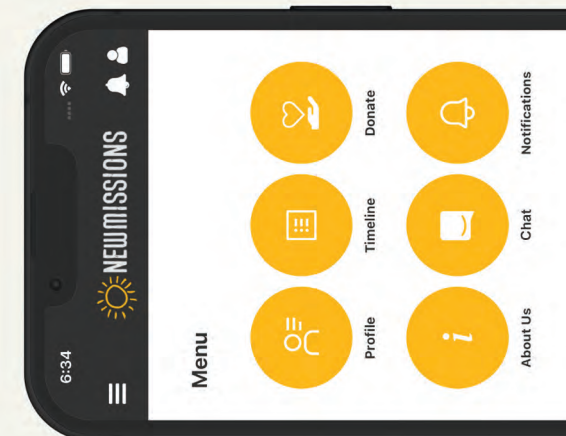 6:34
NEWMISSIONS
Menu
Profile Timeline Donate
About Us Chat Notifications